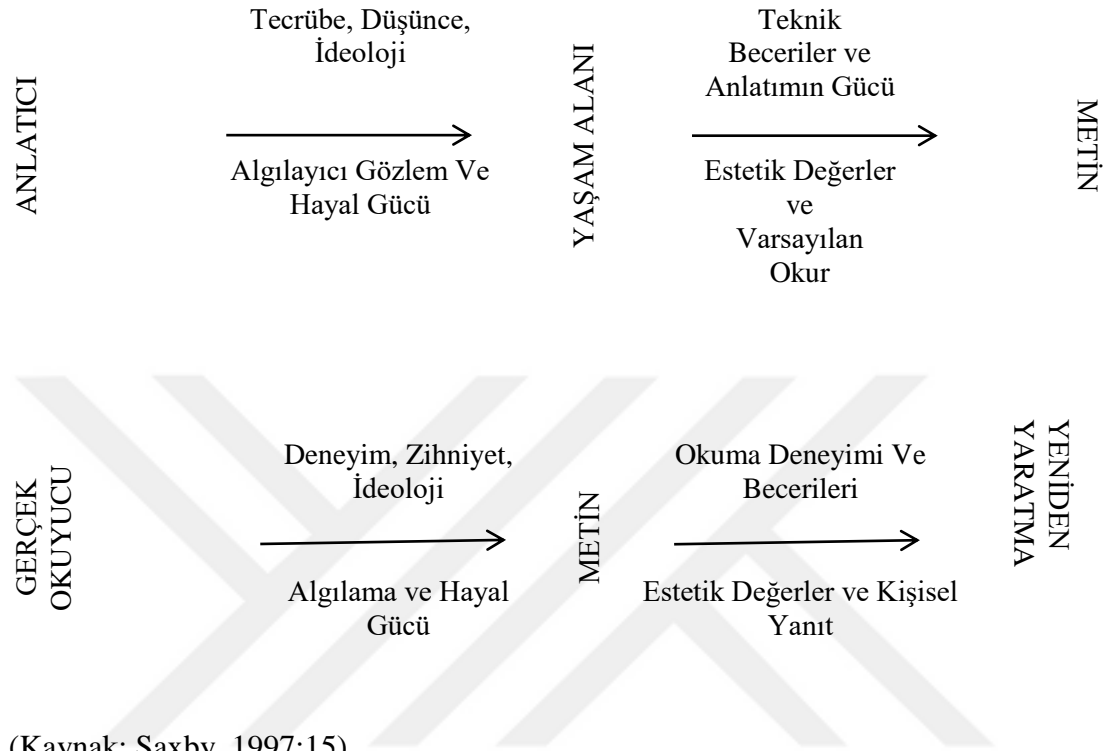 ANLATICI
Tecrübe, Düşünce,
İdeoloji
Algılayıcı Gözlem Ve
Hayal Gücü
YAŞAM ALANI
Teknik
Beceriler ve
Anlatımın Gücü
Estetik Değerler
ve
Varsayılan
Okur
METİN
GERÇEK
OKUYUCU
Deneyim, Zihniyet,
İdeoloji
Algılama ve Hayal
Gücü
METİN
Okuma Deneyimi Ve
Becerileri
Estetik Değerler ve Kişisel
Yanıt
YENİDEN
YARATMA
(Kaynak: Saxby, 1997:15)